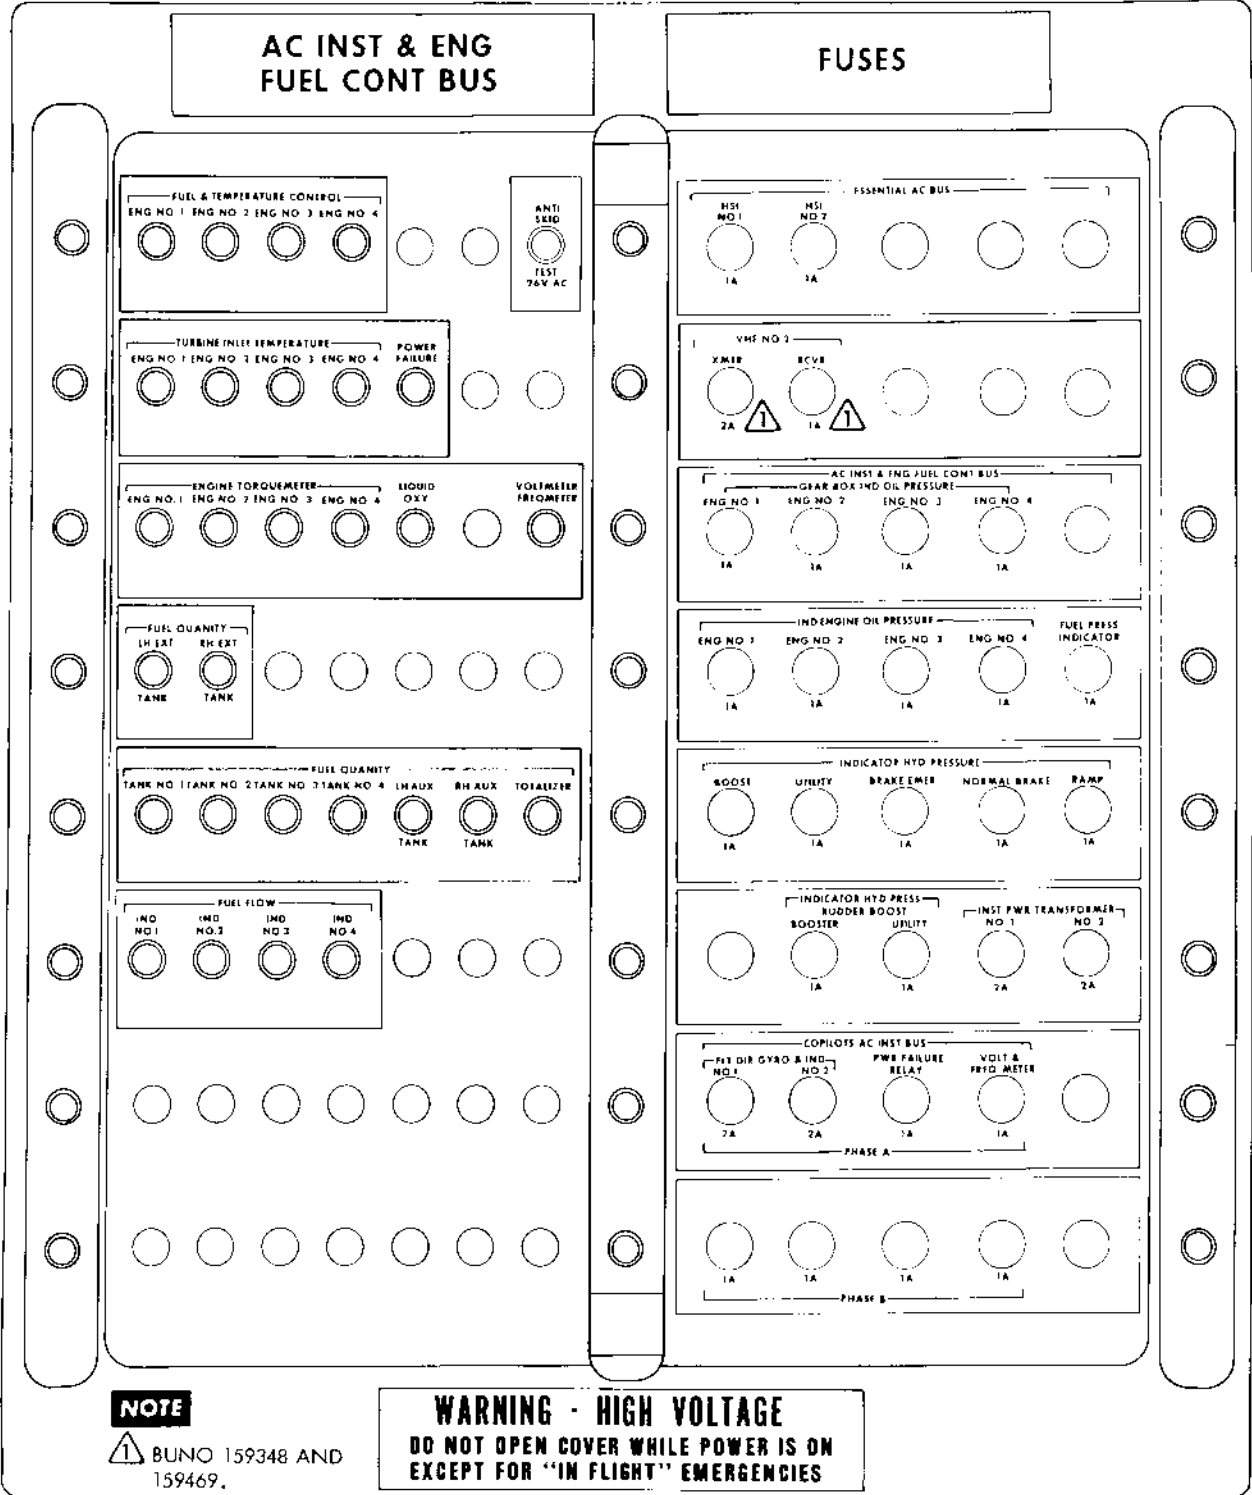 AC INST & ENG
FUEL CONT BUS
FUSES
FUEL & TEMPERATURE CONTROL
ENG NO 1 ENG NO 2 ENG NO 3 ENG NO 4
ANTI
SKID
TEST
26V AC
TURBINE INLET TEMPERATURE
ENG NO 1 ENG NO 2 ENG NO 3 ENG NO 4
POWER
FAILURE
ENGINE TORQUEMETER
ENG NO. 1 ENG NO 2 ENG NO 3 ENG NO 4
LIQUID
OXY
VOLTMETER
FREQMETER
FUEL QUANITY
LH EXT RH EXT
TANK TANK
FUEL QUANITY
TANK NO 1 TANK NO 2 TANK NO 3 TANK NO 4 LH AUX RH AUX TOTALIZER
TANK TANK
FUEL FLOW
IND IND IND IND
NO 1 NO.2 NO 3 NO 4
ESSENTIAL AC BUS
HSI HSI
NO 1 NO 2
1A 1A
VHF NO 2
XMTR RCVR
2A 1 1A 1
AC INST & ENG FUEL CONT BUS
GEAR BOX IND OIL PRESSURE
ENG NO 1 ENG NO 2 ENG NO 3 ENG NO 4
1A 1A 1A 1A
IND ENGINE OIL PRESSURE
ENG NO 1 ENG NO 2 ENG NO 3 ENG NO 4
FUEL PRESS
INDICATOR
1A 1A 1A 1A 1A
INDICATOR HYD PRESSURE
BOOST UTILITY BRAKE EMER NORMAL BRAKE RAMP
1A 1A 1A 1A 1A
INDICATOR HYD PRESS
RUDDER BOOST
BOOSTER UTILITY
INST PWR TRANSFORMER
NO 1 NO 2
1A 1A 2A 2A
COPILOTS AC INST BUS
FLT DIR GYRO & IND
NO 1 NO 2
PWR FAILURE
RELAY
VOLT &
FREQ METER
2A 2A 1A 1A
PHASE A
1A 1A 1A 1A
PHASE B
NOTE
1 BUNO 159348 AND
159469.
WARNING - HIGH VOLTAGE
DO NOT OPEN COVER WHILE POWER IS ON
EXCEPT FOR "IN FLIGHT" EMERGENCIES